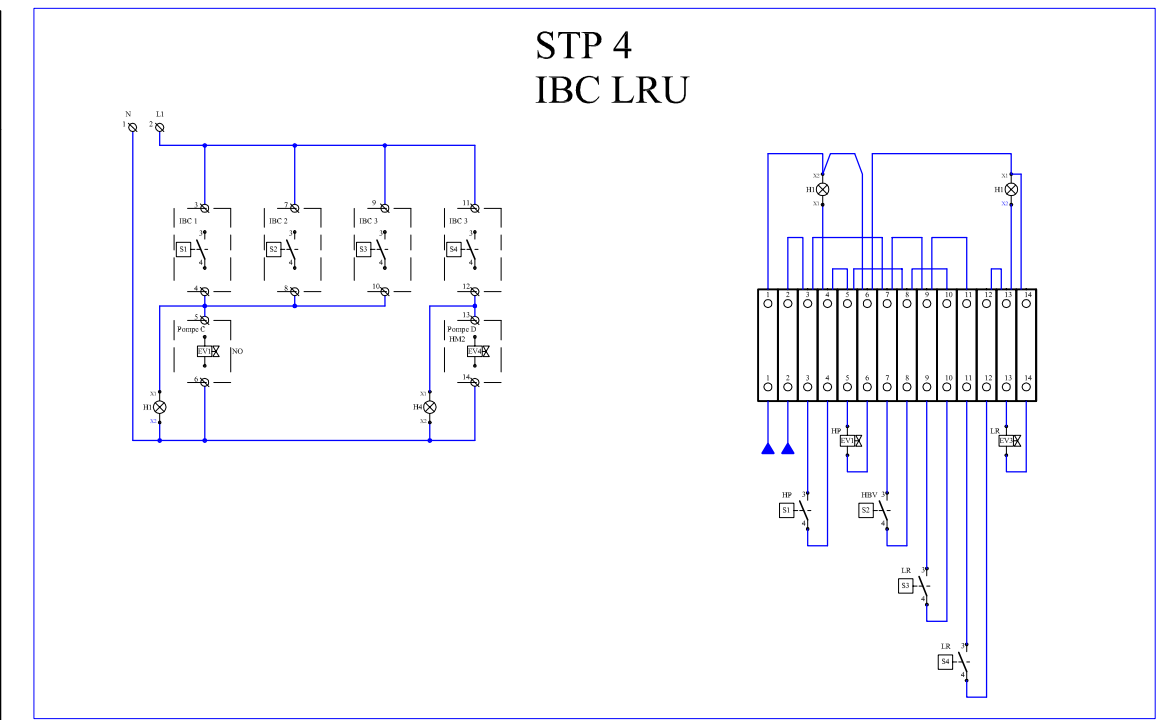 STP 4
IBC LRU
N L1
1 2
3 7 9 11
IBC 1 IBC 2 IBC 3 IBC 3
3 3 3 3
S1 S2 S3 S4
4 4 4 4
4 8 10 12
5 13
Pompe C Pompe D
HM2
EV1 NO EV4
6 14
X1 X1
H1 H4
X2 X2
X2 X1
H1 H1
X1 X2
1 2 3 4 5 6 7 8 9 10 11 12 13 14
1 2 3 4 5 6 7 8 9 10 11 12 13 14
HP LR
EV1 EV3
HP 3 HBV 3
S1 S2
4 4
LR 3
S3
4
LR 3
S4
4